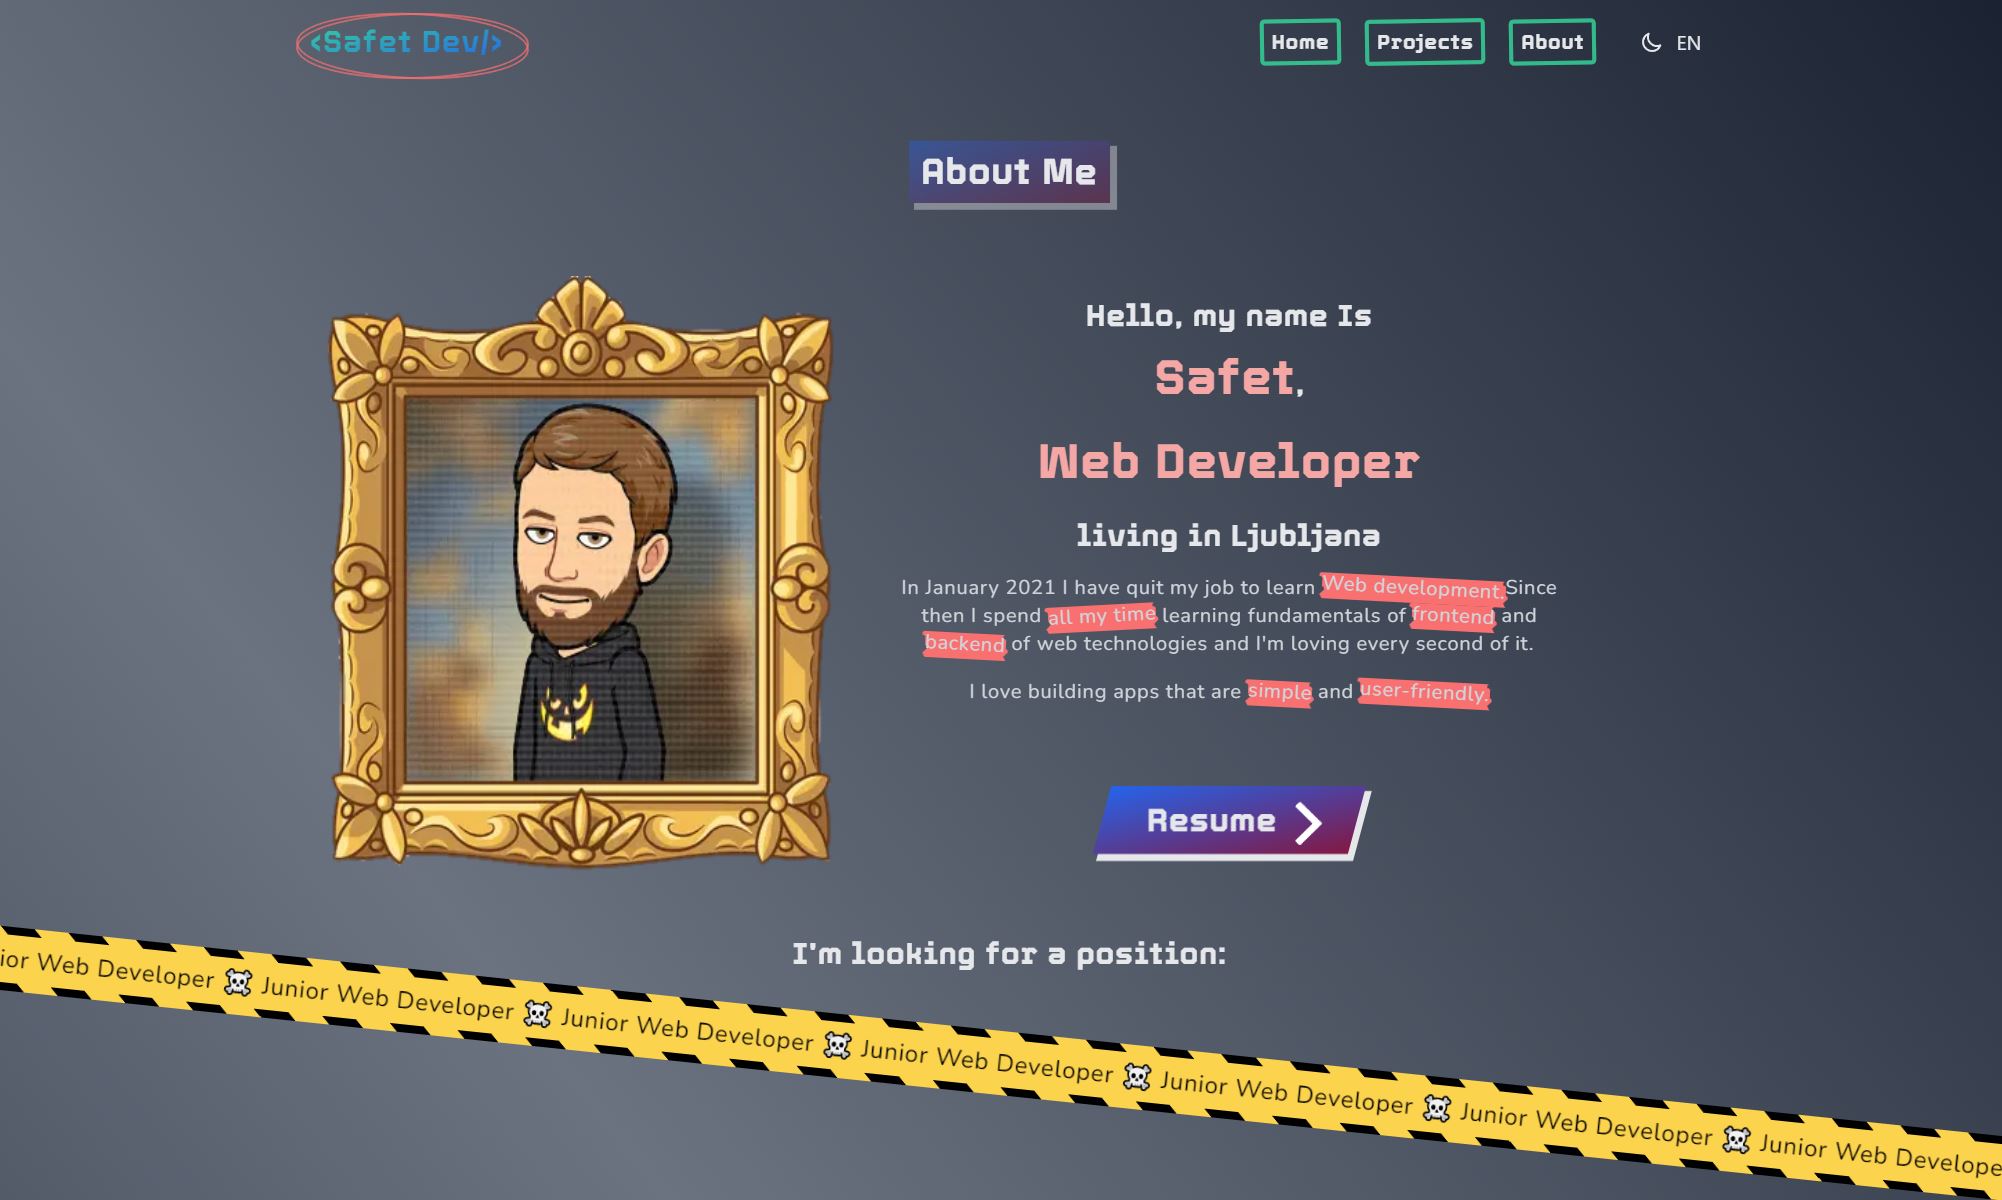 <Safet Dev/>
Home Projects About EN
About Me
Hello, my name Is
Safet,
Web Developer
living in Ljubljana
In January 2021 I have quit my job to learn Web development.Since
then I spend all my time learning fundamentals of frontend and
backend of web technologies and I'm loving every second of it.
I love building apps that are simple and user-friendly.
Resume
I'm looking for a position:
ior Web Developer ☠️ Junior Web Developer ☠️ Junior Web Developer ☠️ Junior Web Developer ☠️ Junior Web Developer ☠️ Junior Web Developer ☠️ Junior Web Develope